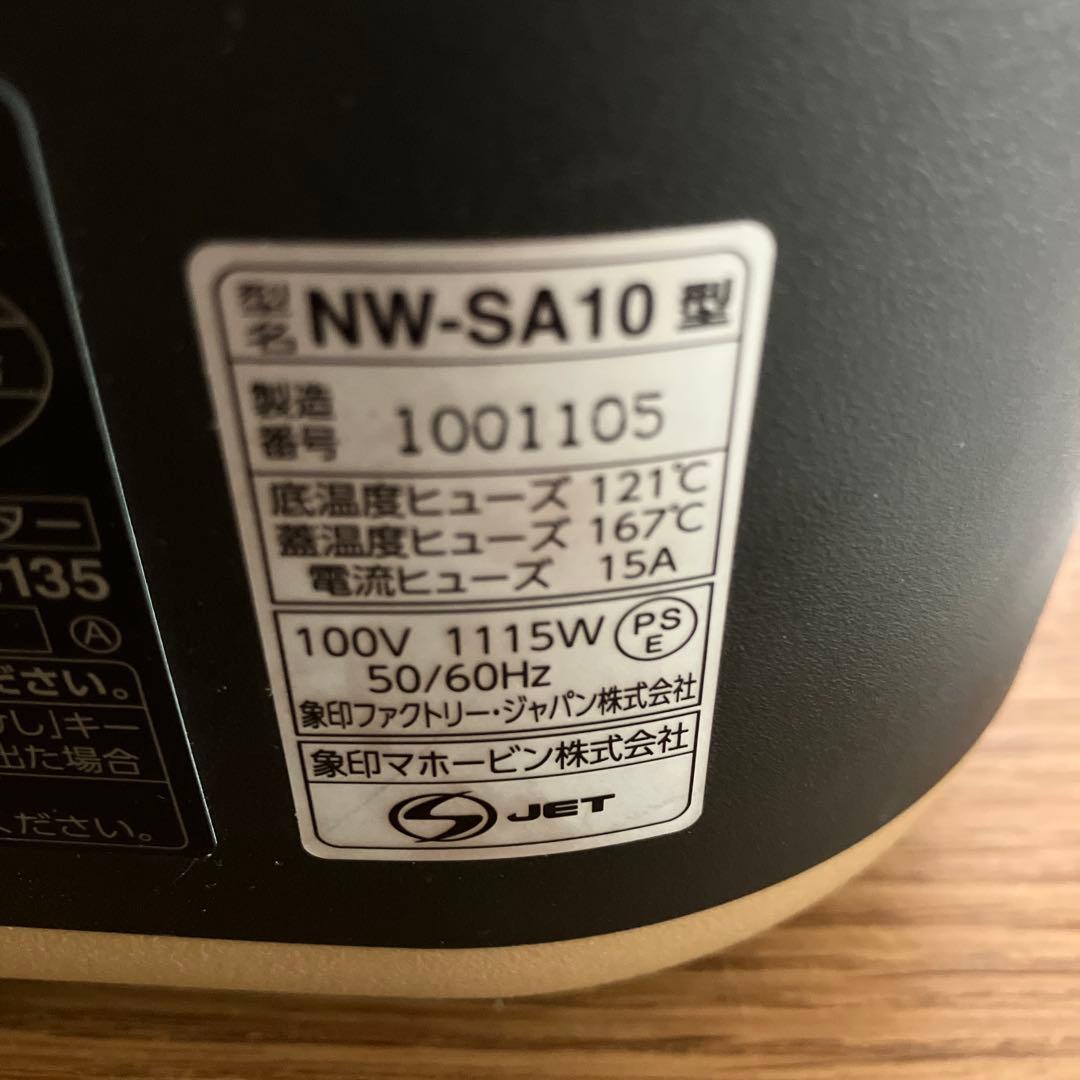 型名 NW-SA10 型
製造番号 1001105
底温度ヒューズ 121℃
蓋温度ヒューズ 167℃
電流ヒューズ 15A
100V 1115W PSE
50/60Hz
象印ファクトリー・ジャパン株式会社
象印マホービン株式会社
JET
ター
135
A
ださい。
し」キー
出た場合
ください。